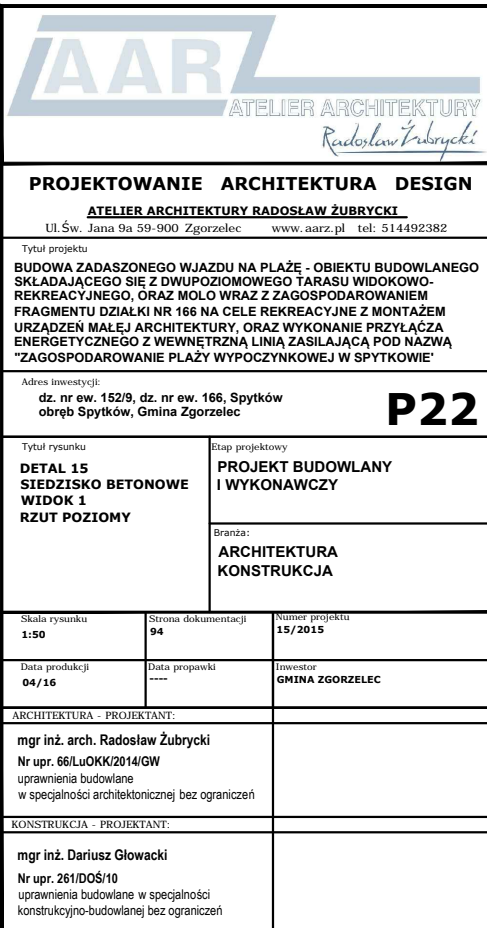 AARZ
ATELIER ARCHITEKTURY
Radosław Żubrycki
PROJEKTOWANIE ARCHITEKTURA DESIGN
ATELIER ARCHITEKTURY RADOSŁAW ŻUBRYCKI
Ul.Św. Jana 9a 59-900 Zgorzelec www.aarz.pl tel: 514492382
Tytuł projektu
BUDOWA ZADASZONEGO WJAZDU NA PLAŻĘ - OBIEKTU BUDOWLANEGO
SKŁADAJĄCEGO SIĘ Z DWUPOZIOMOWEGO TARASU WIDOKOWO-
REKREACYJNEGO, ORAZ MOLO WRAZ Z ZAGOSPODAROWANIEM
FRAGMENTU DZIAŁKI NR 166 NA CELE REKREACYJNE Z MONTAŻEM
URZĄDZEŃ MAŁEJ ARCHITEKTURY, ORAZ WYKONANIE PRZYŁĄCZA
ENERGETYCZNEGO Z WEWNĘTRZNĄ LINIĄ ZASILAJĄCĄ POD NAZWĄ
"ZAGOSPODAROWANIE PLAŻY WYPOCZYNKOWEJ W SPYTKOWIE'
Adres inwestycji:
dz. nr ew. 152/9, dz. nr ew. 166, Spytków
obręb Spytków, Gmina Zgorzelec
P22
Tytuł rysunku
DETAL 15
SIEDZISKO BETONOWE
WIDOK 1
RZUT POZIOMY
Etap projektowy
PROJEKT BUDOWLANY
I WYKONAWCZY
Branża:
ARCHITEKTURA
KONSTRUKCJA
Skala rysunku
1:50
Strona dokumentacji
94
Numer projektu
15/2015
Data produkcji
04/16
Data propawki
----
Inwestor
GMINA ZGORZELEC
ARCHITEKTURA - PROJEKTANT:
mgr inż. arch. Radosław Żubrycki
Nr upr. 66/LuOKK/2014/GW
uprawnienia budowlane
w specjalności architektonicznej bez ograniczeń
KONSTRUKCJA - PROJEKTANT:
mgr inż. Dariusz Głowacki
Nr upr. 261/DOŚ/10
uprawnienia budowlane w specjalności
konstrukcyjno-budowlanej bez ograniczeń